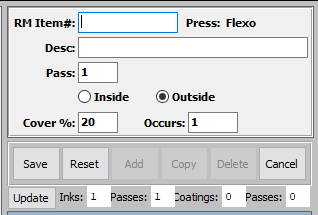 RM Item#: Press: Flexo
Desc:
Pass: 1
Inside Outside
Cover %: 20 Occurs: 1
Save Reset Add Copy Delete Cancel
Update Inks: 1 Passes: 1 Coatings: 0 Passes: 0